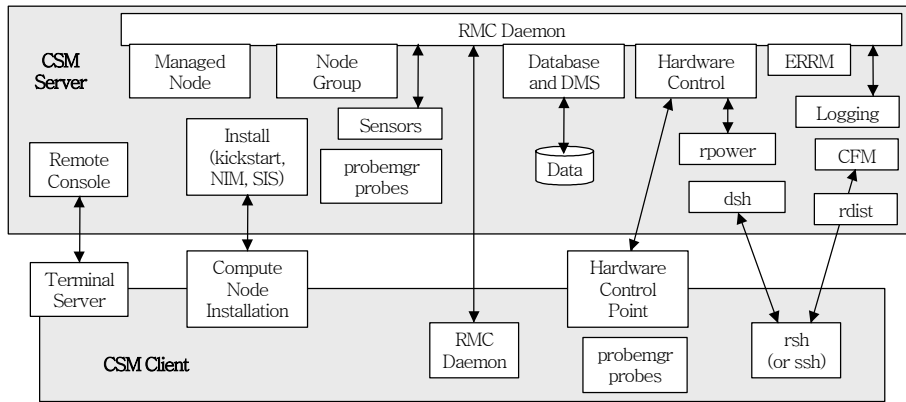 RMC Daemon
CSM
Server
Managed
Node
Node
Group
Database
and DMS
Hardware
Control
ERRM
Sensors
Logging
Install
(kickstart,
NIM, SIS)
Remote
Console
probemgr
probes
Data
rpower
CFM
dsh
rdist
Terminal
Server
Compute
Node
Installation
Hardware
Control
Point
CSM Client
RMC
Daemon
probemgr
probes
rsh
(or ssh)